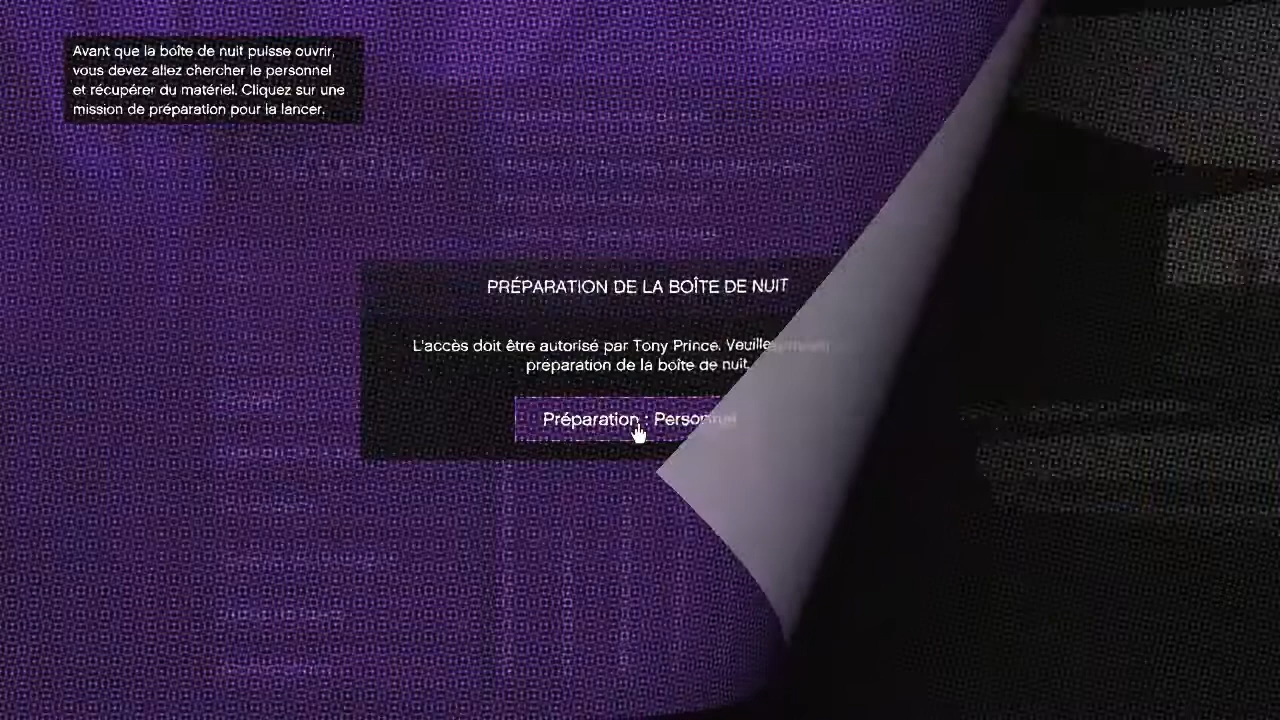 Avant que la boîte de nuit puisse ouvrir,
vous devez allez chercher le personnel
et récupérer du matériel. Cliquez sur une
mission de préparation pour la lancer.
PRÉPARATION DE LA BOÎTE DE NUIT
L'accès doit être autorisé par Tony Prince.
préparation de la boîte de nuit.
Préparation : Personnel